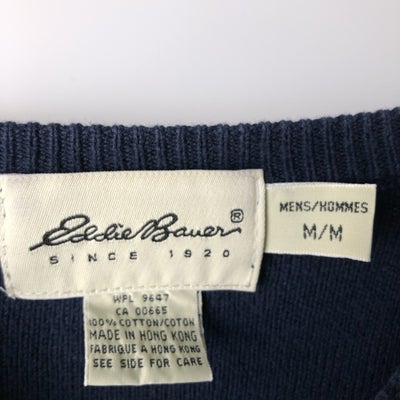 Eddie Bauer®
SINCE 1920
MENS/HOMMES
M/M
WPL 9647
CA 00665
100% COTTON/COTON
MADE IN HONG KONG
FABRIQUE A HONG KONG
SEE SIDE FOR CARE